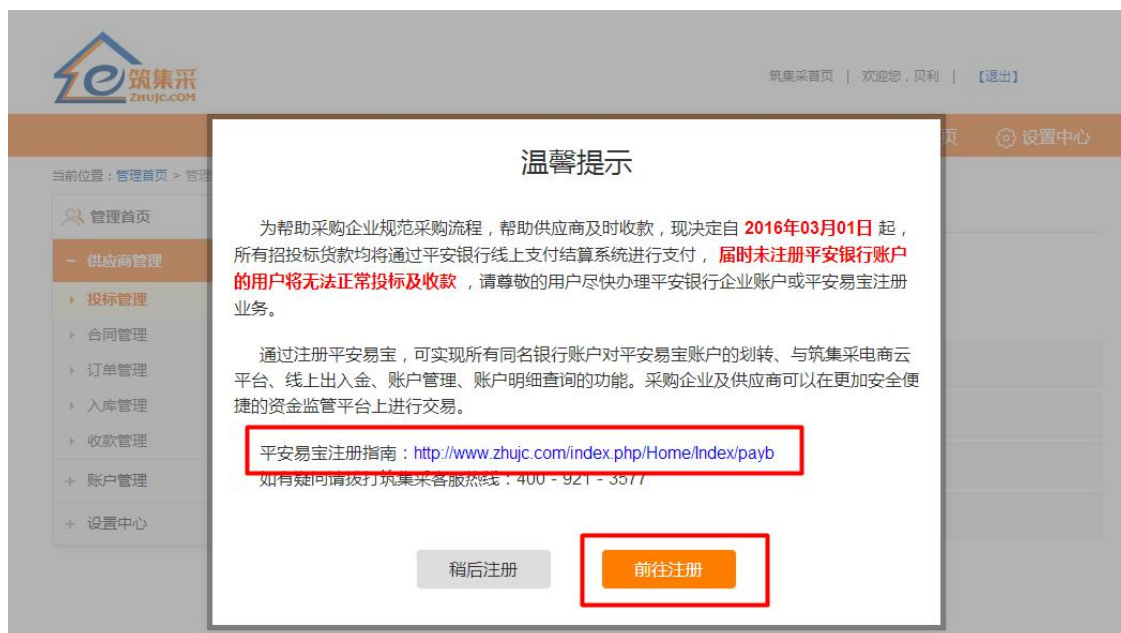 筑集采
ZHUJC.COM
筑集采首页 | 欢迎您，贝利 | 【退出】
页 设置中心
当前位置：管理首页 > 管理
管理首页
- 供应商管理
投标管理
合同管理
订单管理
入库管理
收款管理
+ 账户管理
+ 设置中心
温馨提示
为帮助采购企业规范采购流程，帮助供应商及时收款，现决定自 2016年03月01日 起，
所有招投标货款均将通过平安银行线上支付结算系统进行支付，届时未注册平安银行账户
的用户将无法正常投标及收款 ，请尊敬的用户尽快办理平安银行企业账户或平安易宝注册
业务。
通过注册平安易宝，可实现所有同名银行账户对平安易宝账户的划转、与筑集采电商云
平台、线上出入金、账户管理、账户明细查询的功能。采购企业及供应商可以在更加安全便
捷的资金监管平台上进行交易。
平安易宝注册指南：http://www.zhujc.com/index.php/Home/Index/payb
如有疑问请拨打筑集采客服热线：400 - 921 - 3577
稍后注册
前往注册